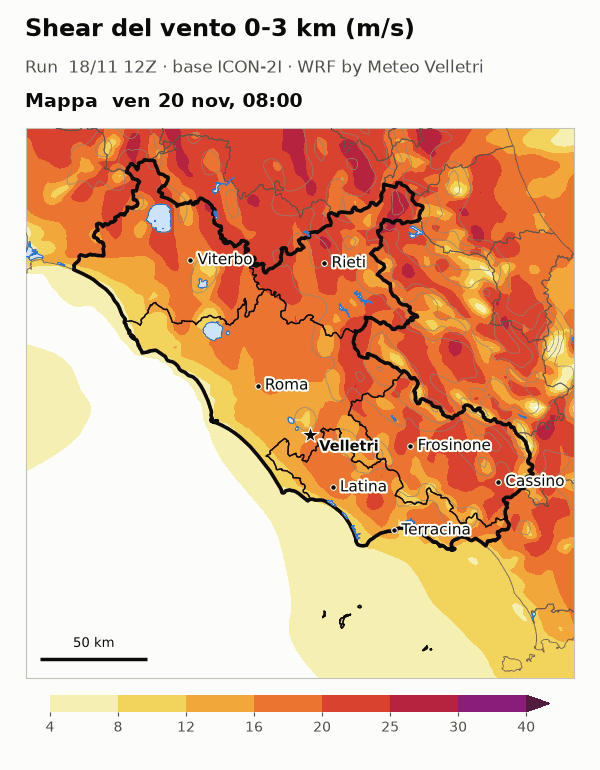 Shear del vento 0-3 km (m/s)
Run  18/11 12Z · base ICON-2I · WRF by Meteo Velletri
Mappa  ven 20 nov, 08:00
Viterbo
Rieti
Roma
Velletri
Frosinone
Cassino
Latina
Terracina
50 km
4 8 12 16 20 25 30 40